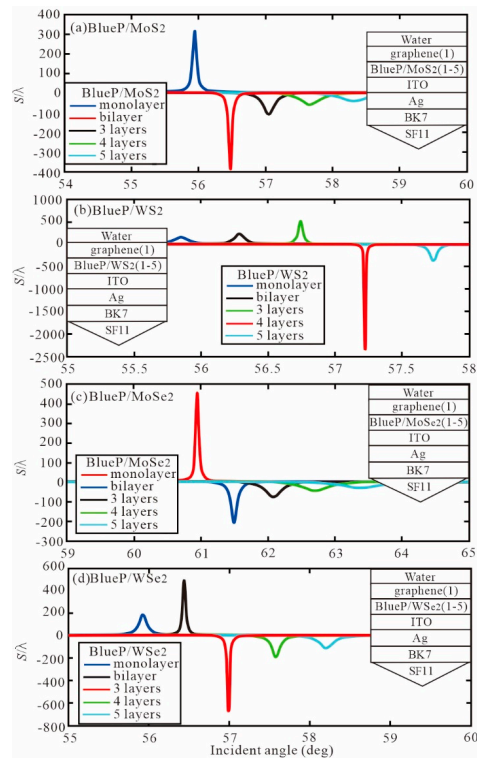 (a)BlueP/MoS2
400
300
200
100
0
-100
-200
-300
-400
S/λ
54
55
56
57
58
59
60
BlueP/MoS2
monolayer
bilayer
3 layers
4 layers
5 layers
Water
graphene(1)
BlueP/MoS2(1-5)
ITO
Ag
BK7
SF11
(b)BlueP/WS2
1000
500
0
-500
-1000
-1500
-2000
-2500
S/λ
55
55.5
56
56.5
57
57.5
58
Water
graphene(1)
BlueP/WS2(1-5)
ITO
Ag
BK7
SF11
BlueP/WS2
monolayer
bilayer
3 layers
4 layers
5 layers
(c)BlueP/MoSe2
500
400
300
200
100
0
-100
-200
-300
S/λ
59
60
61
62
63
64
65
BlueP/MoSe2
monolayer
bilayer
3 layers
4 layers
5 layers
Water
graphene(1)
BlueP/MoSe2(1-5)
ITO
Ag
BK7
SF11
(d)BlueP/WSe2
600
400
200
0
-200
-400
-600
-800
S/λ
55
56
57
58
59
60
BlueP/WSe2
monolayer
bilayer
3 layers
4 layers
5 layers
Water
graphene(1)
BlueP/WSe2(1-5)
ITO
Ag
BK7
SF11
Incident angle (deg)